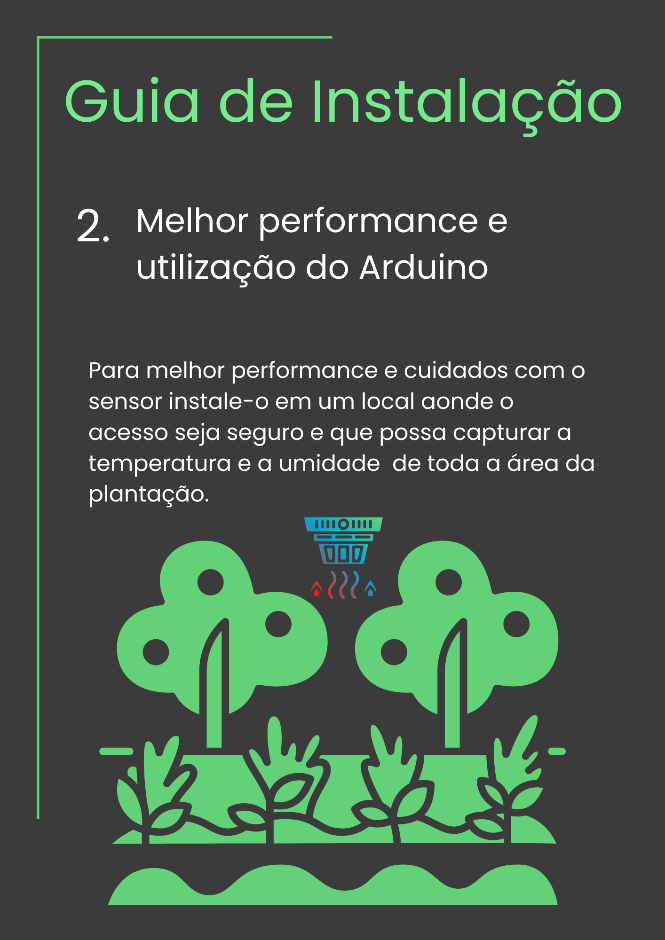 Guia de Instalação
2. Melhor performance e
utilização do Arduino
Para melhor performance e cuidados com o
sensor instale-o em um local aonde o
acesso seja seguro e que possa capturar a
temperatura e a umidade  de toda a área da
plantação.